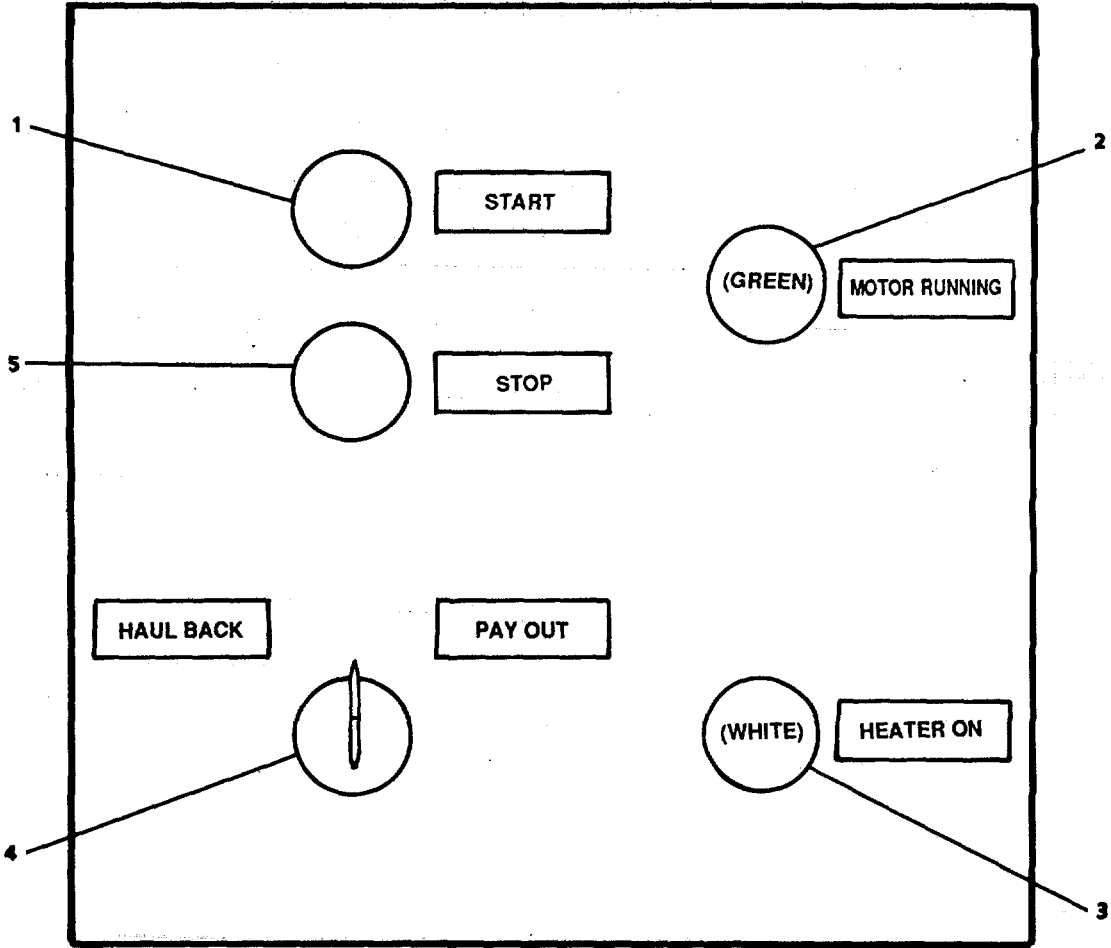 1
START
2
(GREEN)
MOTOR RUNNING
5
STOP
HAUL BACK
PAY OUT
(WHITE)
HEATER ON
4
3